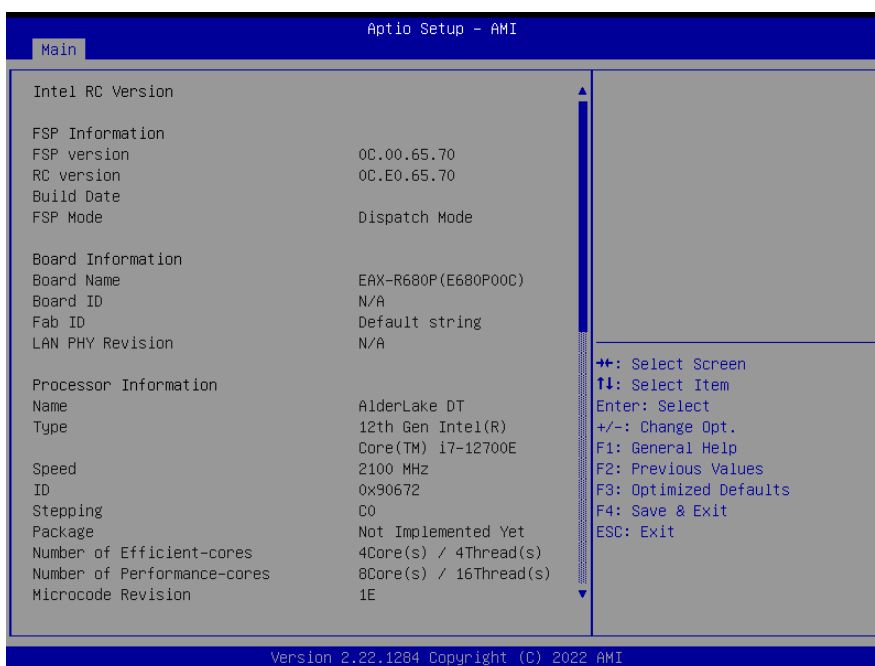 Aptio Setup – AMI
Main
Intel RC Version
FSP Information
FSP version 0C.00.65.70
RC version 0C.E0.65.70
Build Date
FSP Mode Dispatch Mode
Board Information
Board Name EAX-R680P(E680P00C)
Board ID N/A
Fab ID Default string
LAN PHY Revision N/A
Processor Information
Name AlderLake DT
Type 12th Gen Intel(R)
Core(TM) i7-12700E
Speed 2100 MHz
ID 0x90672
Stepping C0
Package Not Implemented Yet
Number of Efficient-cores 4Core(s) / 4Thread(s)
Number of Performance-cores 8Core(s) / 16Thread(s)
Microcode Revision 1E
→←: Select Screen
↑↓: Select Item
Enter: Select
+/-: Change Opt.
F1: General Help
F2: Previous Values
F3: Optimized Defaults
F4: Save & Exit
ESC: Exit
Version 2.22.1284 Copyright (C) 2022 AMI